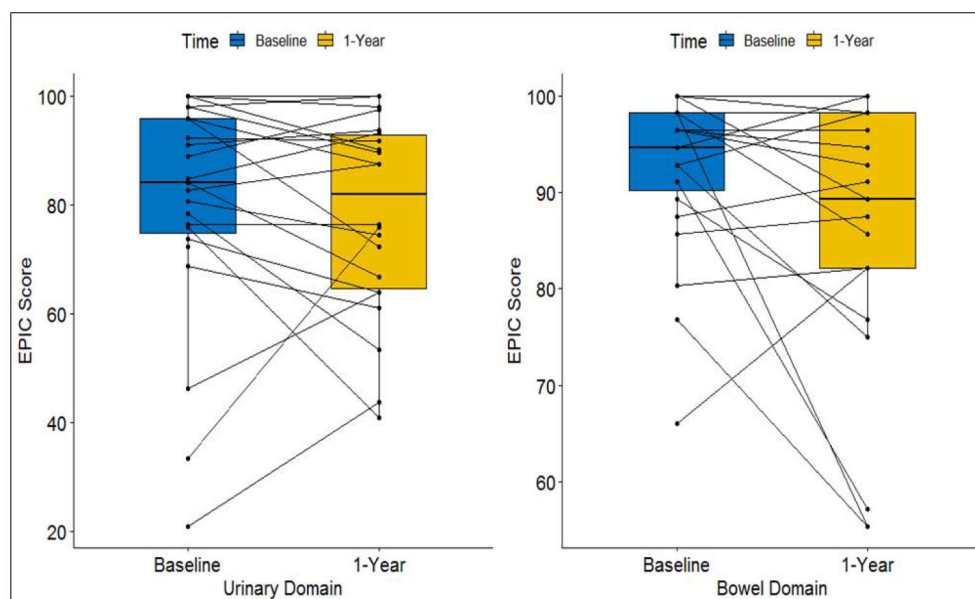 Time Baseline 1-Year
EPIC Score
100
80
60
40
20
Baseline 1-Year
Urinary Domain
Time Baseline 1-Year
EPIC Score
100
90
80
70
60
Baseline 1-Year
Bowel Domain